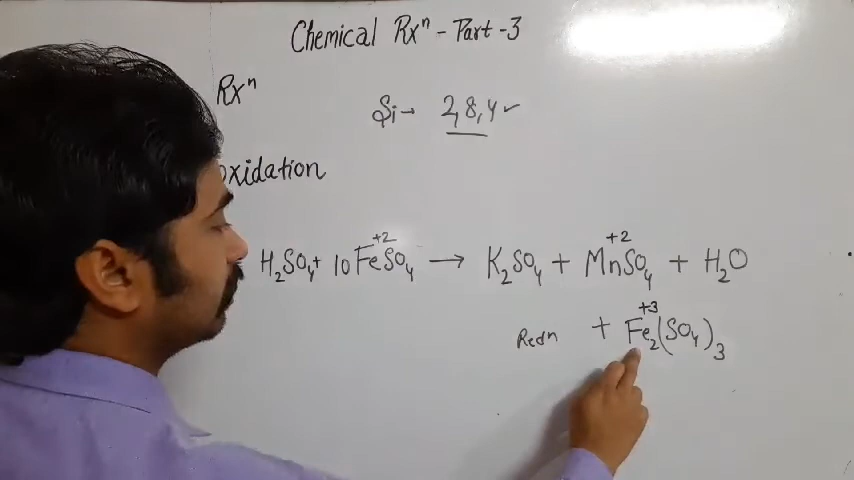 Chemical Rxⁿ - Part - 3
Rxⁿ
Si → 2,8,4 ✓
oxidation
+2 +2
H₂SO₄ + 10FeSO₄ → K₂SO₄ + MnSO₄ + H₂O
+3
Redn + Fe₂(SO₄)₃